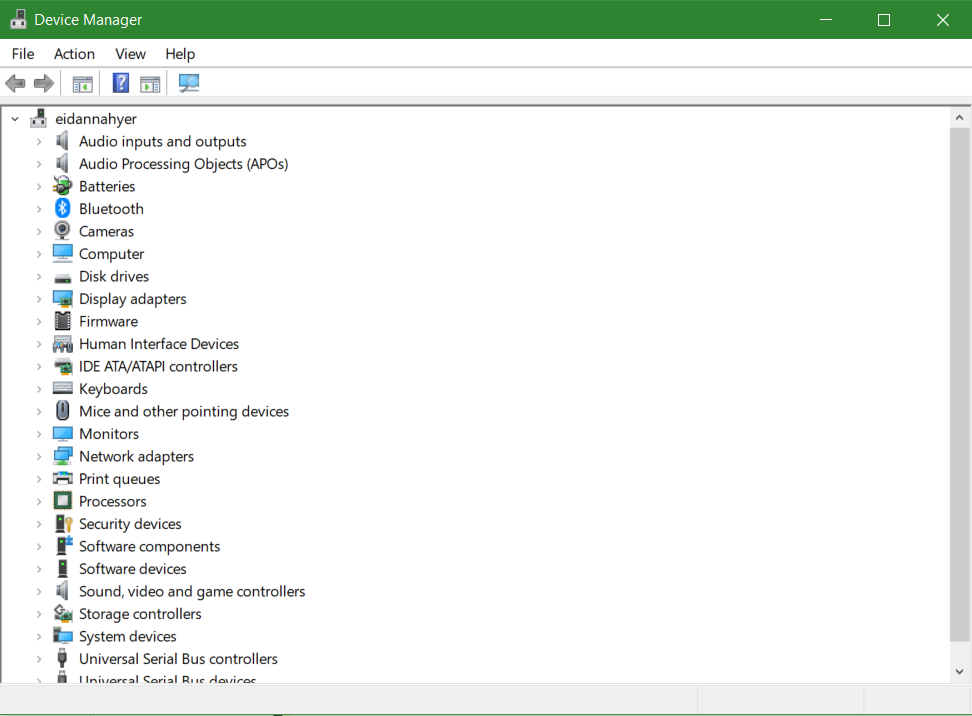 Device Manager
File Action View Help
eidannahyer
Audio inputs and outputs
Audio Processing Objects (APOs)
Batteries
Bluetooth
Cameras
Computer
Disk drives
Display adapters
Firmware
Human Interface Devices
IDE ATA/ATAPI controllers
Keyboards
Mice and other pointing devices
Monitors
Network adapters
Print queues
Processors
Security devices
Software components
Software devices
Sound, video and game controllers
Storage controllers
System devices
Universal Serial Bus controllers
Universal Serial Bus devices